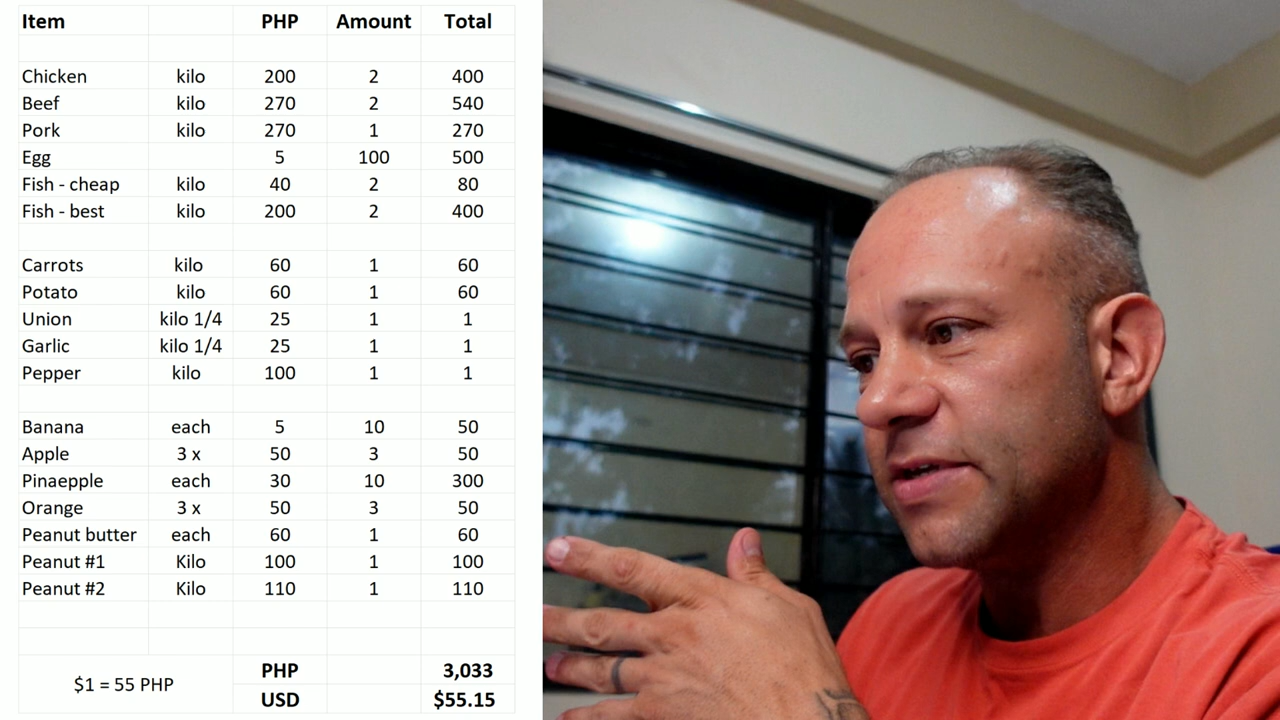 Item PHP Amount Total
Chicken kilo 200 2 400
Beef kilo 270 2 540
Pork kilo 270 1 270
Egg 5 100 500
Fish - cheap kilo 40 2 80
Fish - best kilo 200 2 400
Carrots kilo 60 1 60
Potato kilo 60 1 60
Union kilo 1/4 25 1 1
Garlic kilo 1/4 25 1 1
Pepper kilo 100 1 1
Banana each 5 10 50
Apple 3 x 50 3 50
Pinaepple each 30 10 300
Orange 3 x 50 3 50
Peanut butter each 60 1 60
Peanut #1 Kilo 100 1 100
Peanut #2 Kilo 110 1 110
$1 = 55 PHP
PHP 3,033
USD $55.15